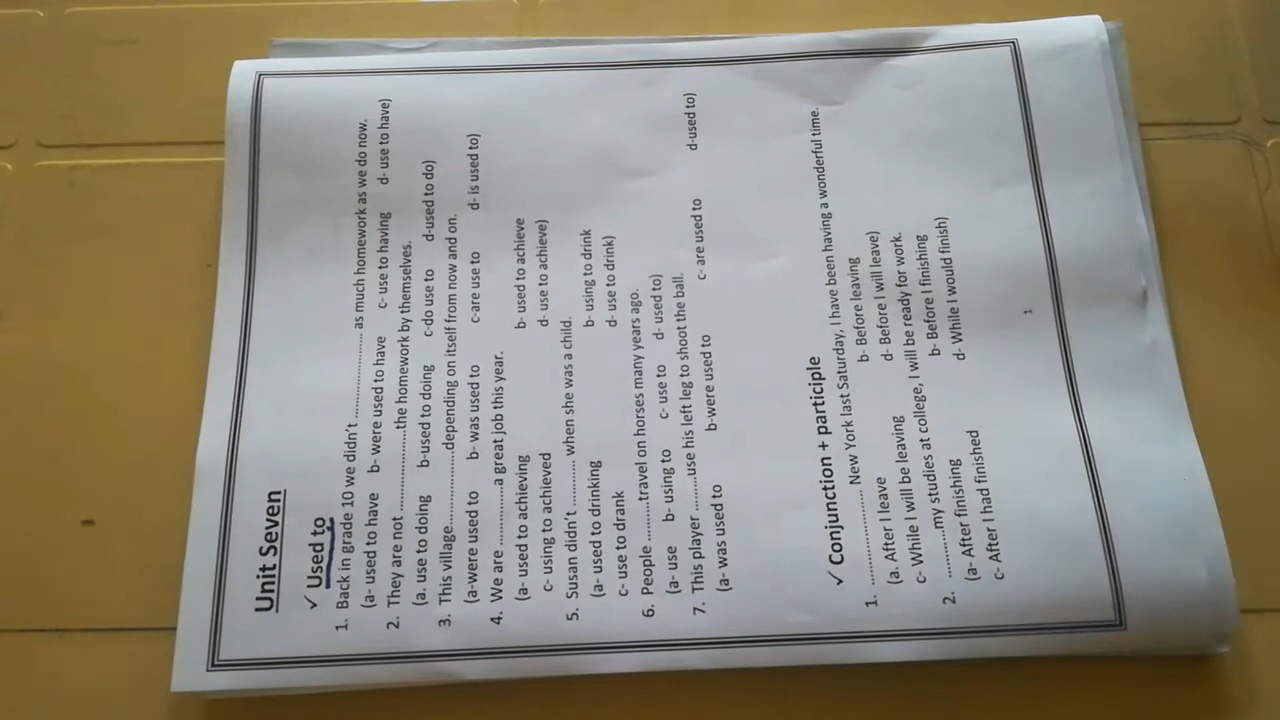 Unit Seven
✓ Used to
1. Back in grade 10 we didn't ........................ as much homework as we do now.
(a- used to have b- were used to have c- use to having d- use to have)
2. They are not .....................the homework by themselves.
(a. use to doing b-used to doing c-do use to d-used to do)
3. This village...................depending on itself from now and on.
(a-were used to b- was used to c-are use to d- is used to)
4. We are ..............a great job this year.
(a- used to achieving b- used to achieve
c- using to achieved d- use to achieve)
5. Susan didn't ............. when she was a child.
(a- used to drinking b- using to drink
c- use to drank d- use to drink)
6. People ..........travel on horses many years ago.
(a- use b- using to c- use to d- used to)
7. This player .........use his left leg to shoot the ball.
(a- was used to b-were used to c- are used to d-used to)
✓ Conjunction + participle
1. ........................ New York last Saturday, I have been having a wonderful time.
(a. After I leave b- Before leaving
c- While I will be leaving d- Before I will leave)
2. ............my studies at college, I will be ready for work.
(a- After finishing b- Before I finishing
c- After I had finished d- While I would finish)
1